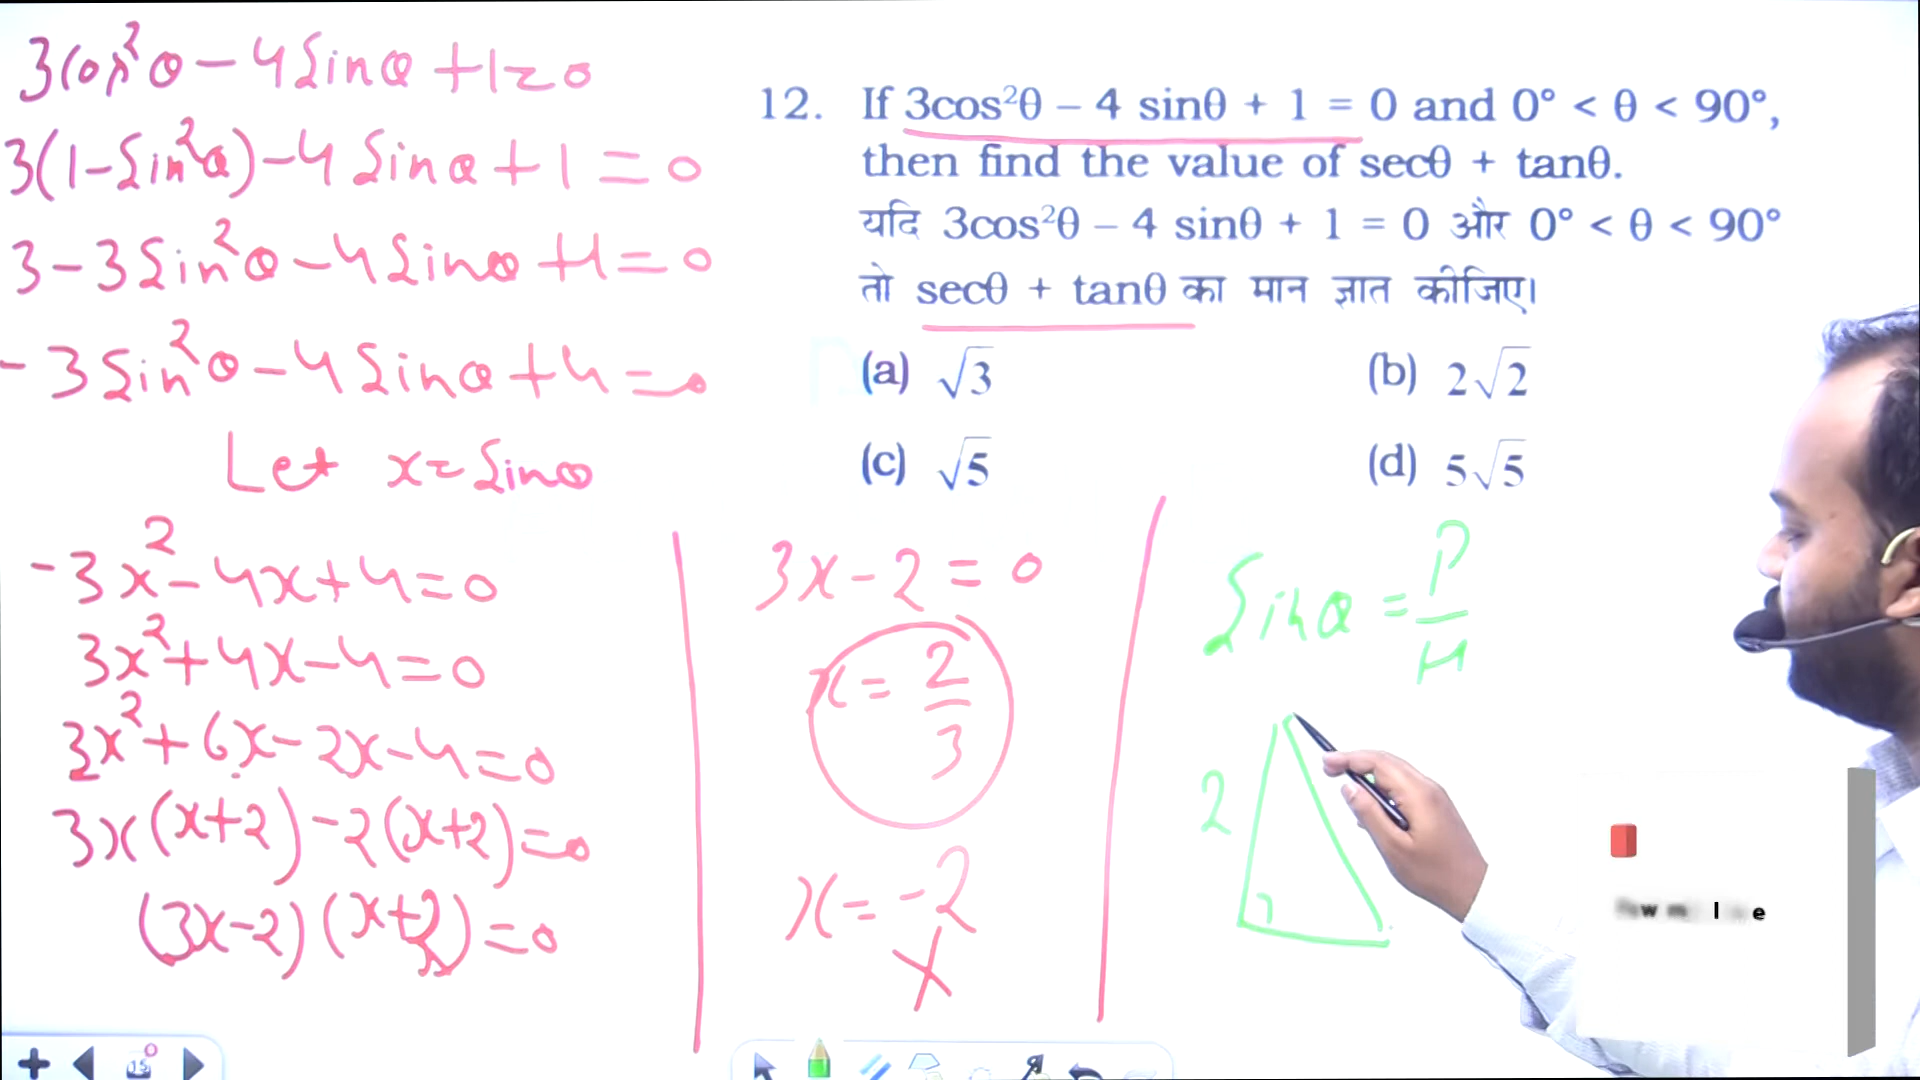 3cos²θ - 4Sinθ + 1 = 0
3(1-Sin²θ) - 4Sinθ + 1 = 0
3 - 3Sin²θ - 4Sinθ + 1 = 0
- 3Sin²θ - 4Sinθ + 4 = 0
Let x = Sinθ
-3x² - 4x + 4 = 0
3x² + 4x - 4 = 0
3x² + 6x - 2x - 4 = 0
3x(x+2) - 2(x+2) = 0
(3x-2)(x+2) = 0
12. If 3cos²θ – 4 sinθ + 1 = 0 and 0° < θ < 90°,
then find the value of secθ + tanθ.
यदि 3cos²θ – 4 sinθ + 1 = 0 और 0° < θ < 90°
तो secθ + tanθ का मान ज्ञात कीजिए।
(a) √3 (b) 2√2
(c) √5 (d) 5√5
3x - 2 = 0
x = 2/3
x = -2
Sinθ = P/H
2
15